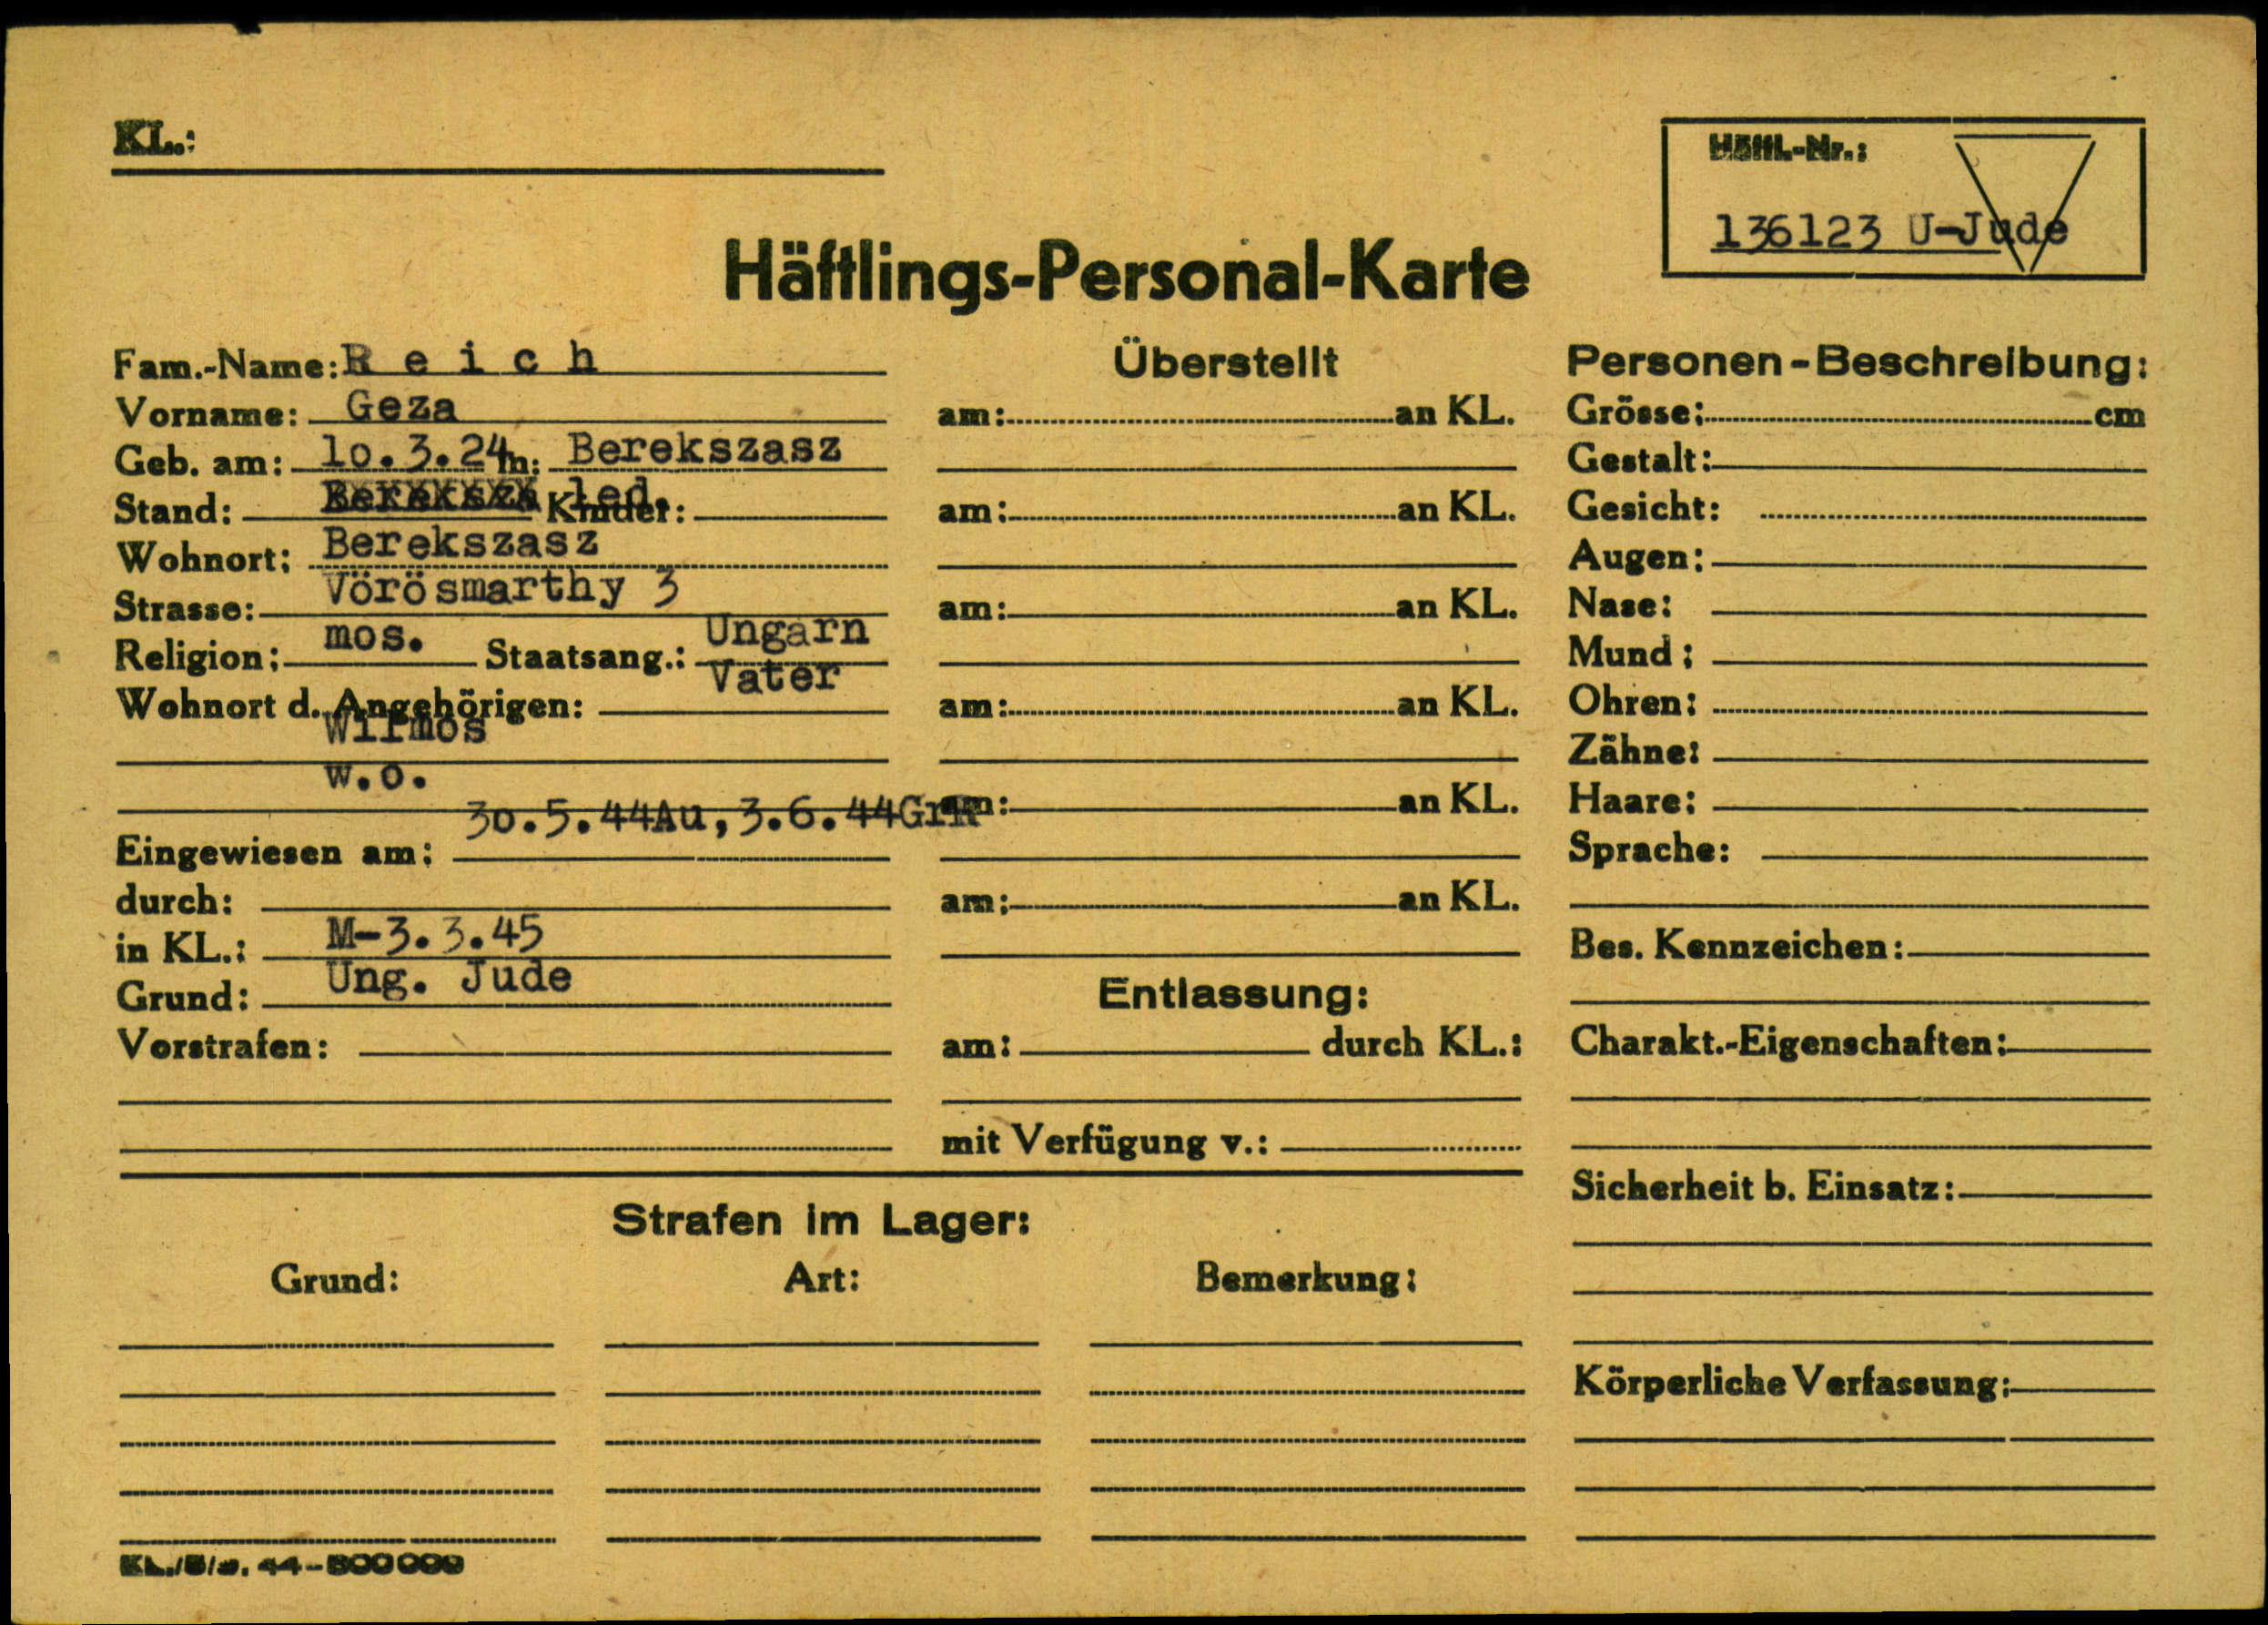 KL.:
Häftl.-Nr.:
136123 U-Jude
Häftlings-Personal-Karte
Fam.-Name: R e i c h
Vorname: Geza
Geb. am: 10.3.24 in: Berekszasz
Stand: Bereksza led. Kinder:
Wohnort: Berekszasz
Strasse: Vörösmarthy 3
Religion: mos. Staatsang.: Ungarn
Wohnort d. Angehörigen: Vater
Wilmos
w.o.
Eingewiesen am: 30.5.44Au,3.6.44GrR
durch:
in KL.: M-3.3.45
Grund: Ung. Jude
Vorstrafen:
Überstellt
am: an KL.
am: an KL.
am: an KL.
am: an KL.
am: an KL.
am: an KL.
Entlassung:
am: durch KL.:
mit Verfügung v.:
Personen-Beschreibung:
Grösse: cm
Gestalt:
Gesicht:
Augen:
Nase:
Mund:
Ohren:
Zähne:
Haare:
Sprache:
Bes. Kennzeichen:
Charakt.-Eigenschaften:
Sicherheit b. Einsatz:
Körperliche Verfassung:
Strafen im Lager:
Grund: Art: Bemerkung:
44-500000